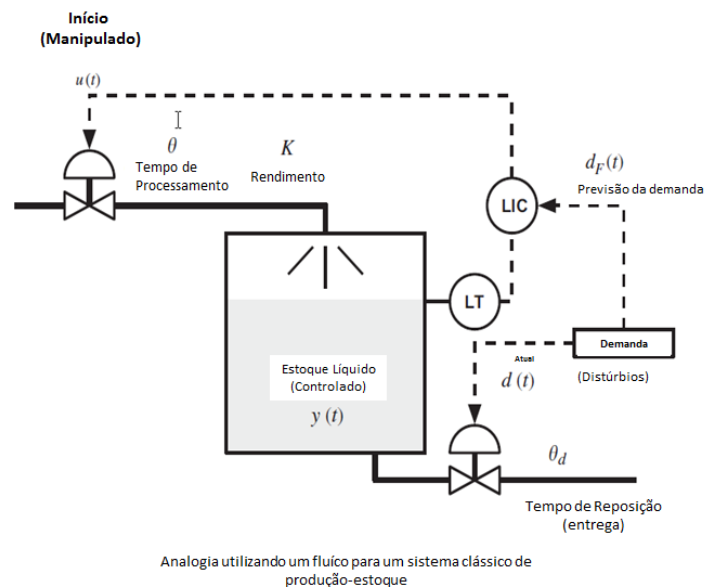 Início
(Manipulado)
u(t)
θ
Tempo de
Processamento
K
Rendimento
d_F(t)
Previsão da demanda
LIC
LT
Demanda
(Distúrbios)
Atual
d (t)
Estoque Líquido
(Controlado)
y (t)
θ_d
Tempo de Reposição
(entrega)
Analogia utilizando um fluíco para um sistema clássico de
produção-estoque